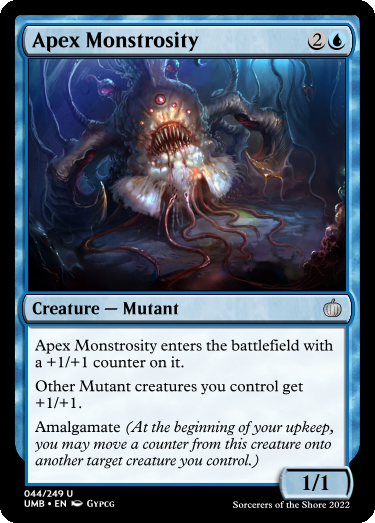 Apex Monstrosity 2
Creature — Mutant
Apex Monstrosity enters the battlefield with
a +1/+1 counter on it.
Other Mutant creatures you control get
+1/+1.
Amalgamate (At the beginning of your upkeep,
you may move a counter from this creature onto
another target creature you control.)
1/1
044/249 U
UMB • EN Gypcg
Sorcerers of the Shore 2022